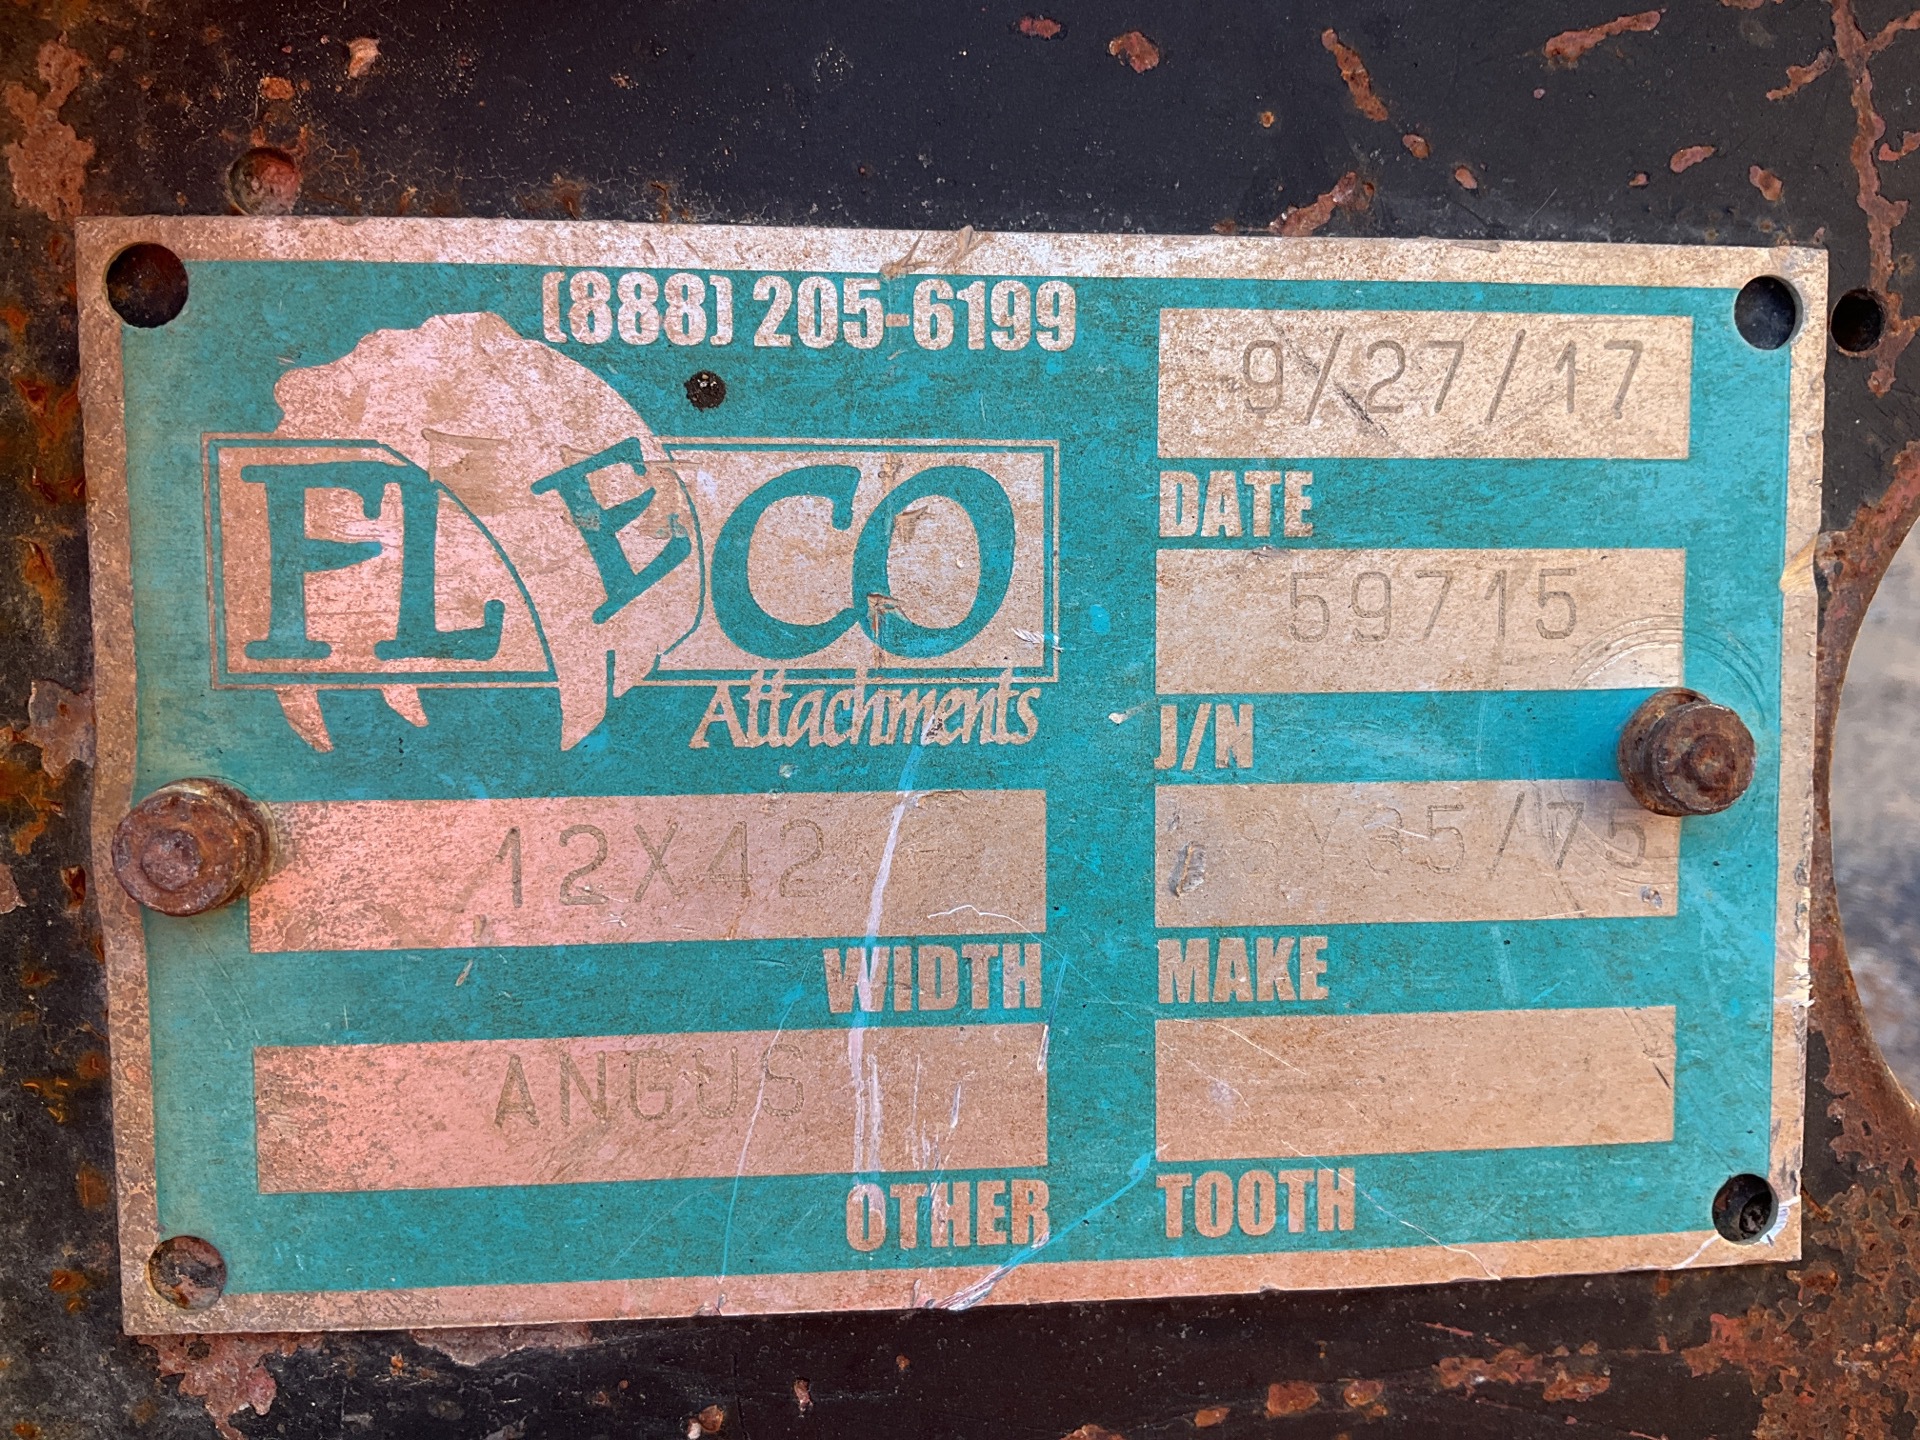 (888) 205-6199
FLECO
Attachments
9/27/17
DATE
59715
J/N
12X42
WIDTH
MAKE
ANGUS
OTHER
TOOTH